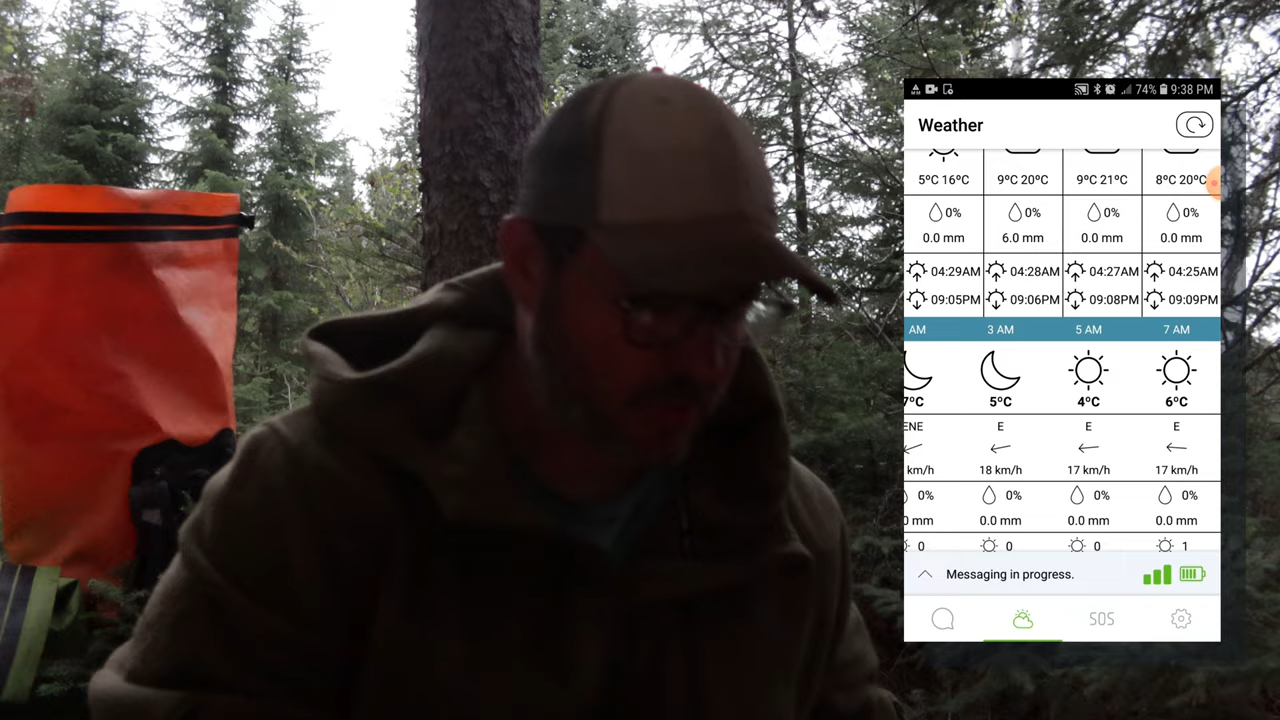 74% 9:38 PM
Weather
5ºC 16ºC 9ºC 20ºC 9ºC 21ºC 8ºC 20ºC
0% 0% 0% 0%
0.0 mm 6.0 mm 0.0 mm 0.0 mm
04:29AM 04:28AM 04:27AM 04:25AM
09:05PM 09:06PM 09:08PM 09:09PM
AM 3 AM 5 AM 7 AM
7ºC 5ºC 4ºC 6ºC
ENE E E E
km/h 18 km/h 17 km/h 17 km/h
0% 0% 0% 0%
0 mm 0.0 mm 0.0 mm 0.0 mm
0 0 0 1
Messaging in progress.
SOS